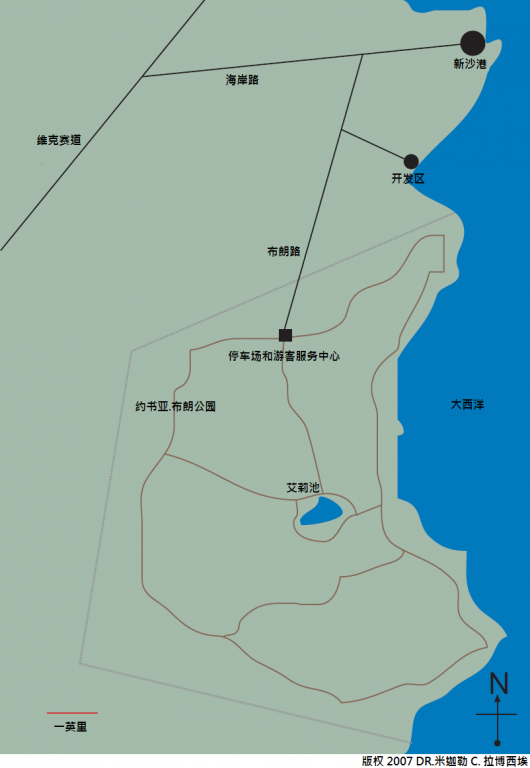 新沙港
海岸路
维克赛道
开发区
布朗路
停车场和游客服务中心
约书亚.布朗公园
大西洋
艾莉池
N
一英里
版权 2007 DR.米迦勒 C. 拉博西埃